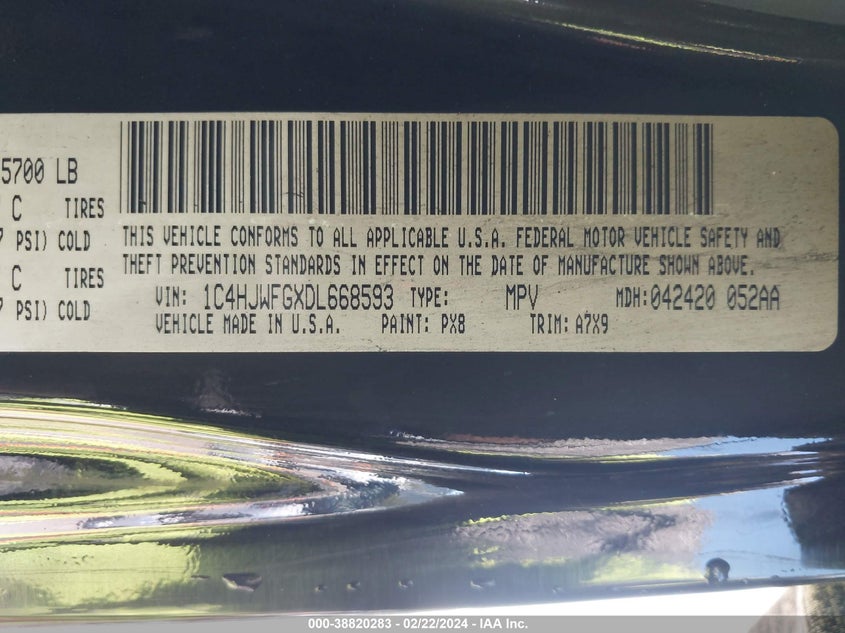 5700 LB
C TIRES
PSI) COLD
C TIRES
PSI) COLD
THIS VEHICLE CONFORMS TO ALL APPLICABLE U.S.A. FEDERAL MOTOR VEHICLE SAFETY AND
THEFT PREVENTION STANDARDS IN EFFECT ON THE DATE OF MANUFACTURE SHOWN ABOVE.
VIN: 1C4HJWFGXDL668593 TYPE: MPV MDH: 042420 052AA
VEHICLE MADE IN U.S.A. PAINT: PX8 TRIM: A7X9
000-38820283 - 02/22/2024 - IAA Inc.